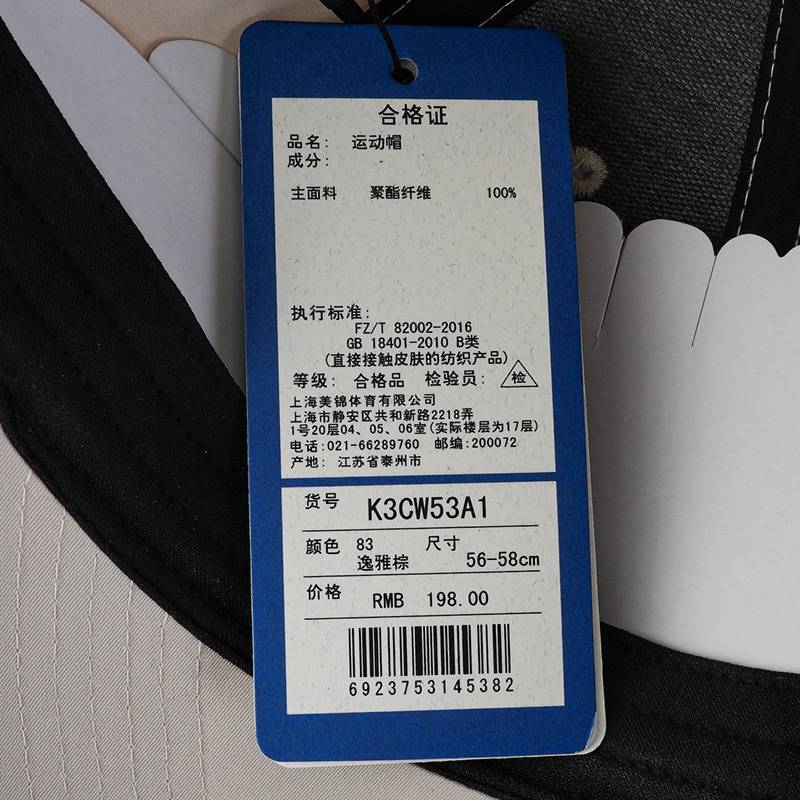 合格证
品名： 运动帽
成分：
主面料 聚酯纤维 100%
执行标准：
FZ/T 82002-2016
GB 18401-2010 B类
(直接接触皮肤的纺织产品)
等级： 合格品 检验员： 检
上海美锦体育有限公司
上海市静安区共和新路2218弄
1号20层04、05、06室(实际楼层为17层)
电话:021-66289760 邮编:200072
产地： 江苏省泰州市
货号 K3CW53A1
颜色 83 尺寸
逸雅棕 56-58cm
价格 RMB 198.00
6923753145382